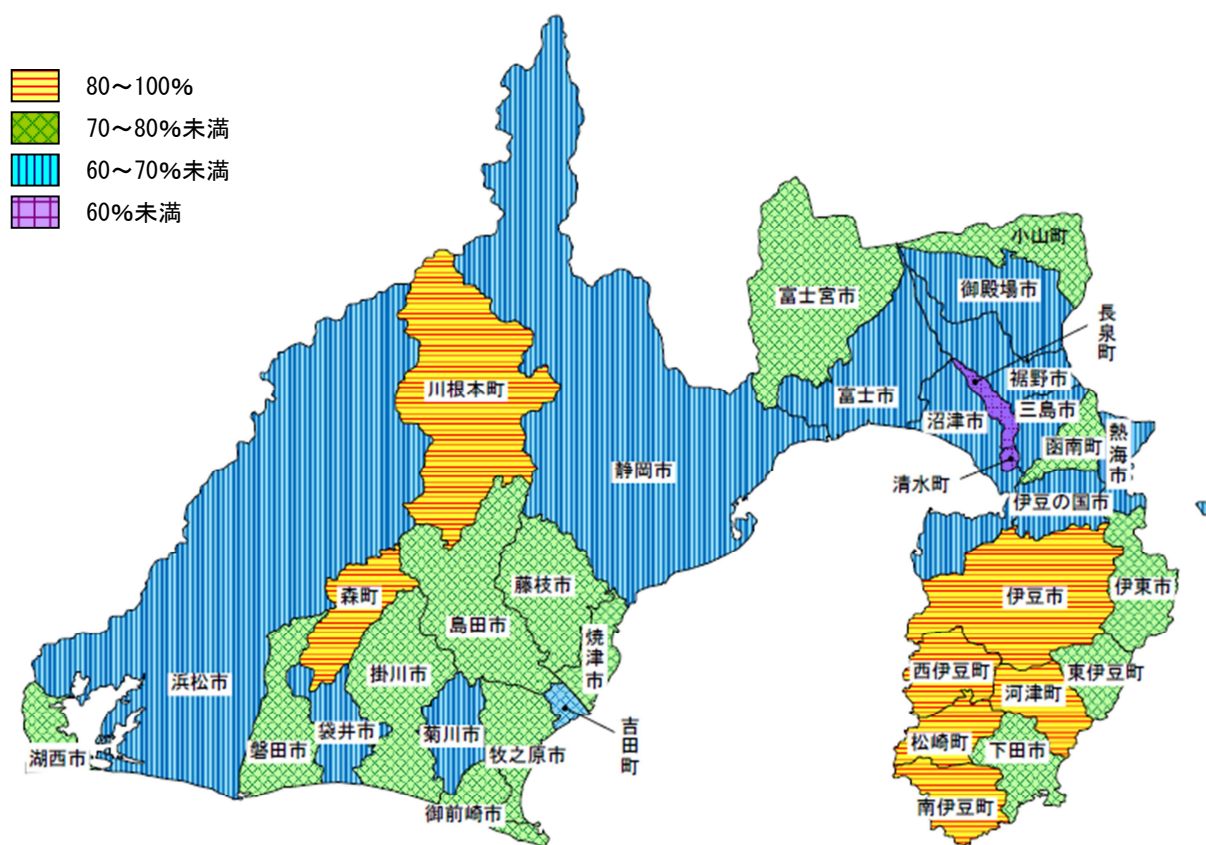 80～100%
70～80%未満
60～70%未満
60%未満
小山町
御殿場市
富士宮市
長泉町
裾野市
川根本町
富士市
沼津市
三島市
函南町
熱海市
静岡市
清水町
伊豆の国市
藤枝市
森町
伊豆市
伊東市
島田市
焼津市
掛川市
西伊豆町
東伊豆町
浜松市
河津町
袋井市
菊川市
吉田町
松崎町
磐田市
牧之原市
下田市
湖西市
御前崎市
南伊豆町